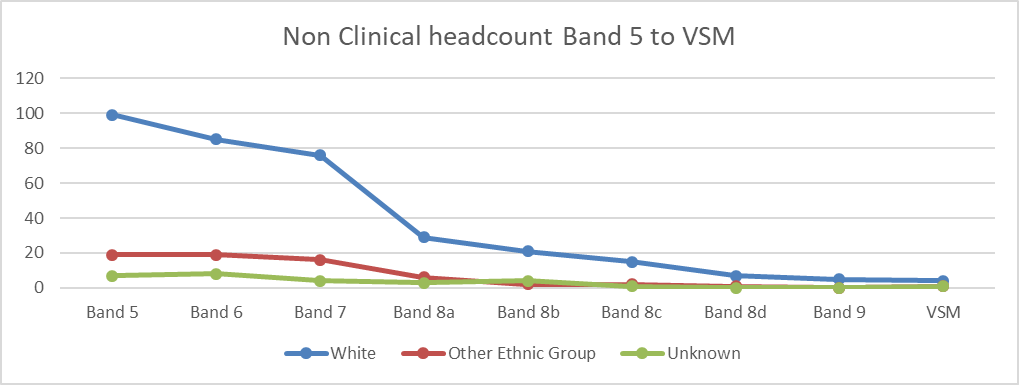 Non Clinical headcount Band 5 to VSM
120
100
80
60
40
20
0
Band 5 Band 6 Band 7 Band 8a Band 8b Band 8c Band 8d Band 9 VSM
White Other Ethnic Group Unknown